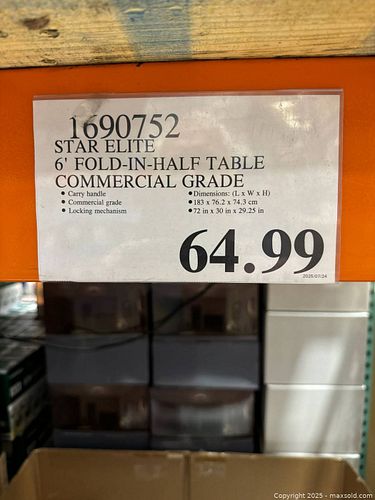 1690752
STAR ELITE
6' FOLD-IN-HALF TABLE
COMMERCIAL GRADE
• Carry handle
• Commercial grade
• Locking mechanism
• Dimensions: (L x W x H)
• 183 x 76.2 x 74.3 cm
• 72 in x 30 in x 29.25 in
64.99
2025/07/24
Copyright 2025 - maxsold.com